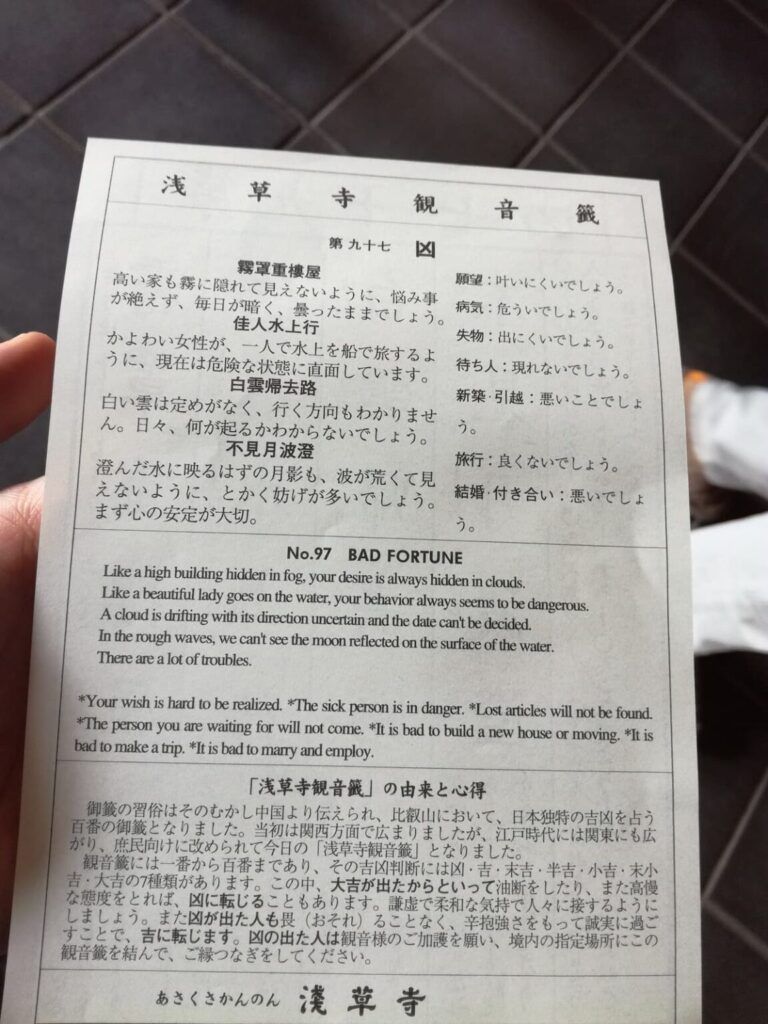 浅草寺観音籤
第九十七 凶
霧罩重樓屋
高い家も霧に隠れて見えないように、悩み事
が絶えず、毎日が暗く、曇ったままでしょう。
佳人水上行
かよわい女性が、一人で水上を船で旅するよ
うに、現在は危険な状態に直面しています。
白雲帰去路
白い雲は定めがなく、行く方向もわかりませ
ん。日々、何が起るかわからないでしょう。
不見月波澄
澄んだ水に映るはずの月影も、波が荒くて見
えないように、とかく妨げが多いでしょう。
まず心の安定が大切。
願望：叶いにくいでしょう。
病気：危ういでしょう。
失物：出にくいでしょう。
待ち人：現れないでしょう。
新築・引越：悪いことでしょ
う。
旅行：良くないでしょう。
結婚・付き合い：悪いでしょ
う。
No.97 BAD FORTUNE
Like a high building hidden in fog, your desire is always hidden in clouds.
Like a beautiful lady goes on the water, your behavior always seems to be dangerous.
A cloud is drifting with its direction uncertain and the date can't be decided.
In the rough waves, we can't see the moon reflected on the surface of the water.
There are a lot of troubles.
*Your wish is hard to be realized. *The sick person is in danger. *Lost articles will not be found.
*The person you are waiting for will not come. *It is bad to build a new house or moving. *It is
bad to make a trip. *It is bad to marry and employ.
「浅草寺観音籤」の由来と心得
御籤の習俗はそのむかし中国より伝えられ、比叡山において、日本独特の吉凶を占う
百番の御籤となりました。当初は関西方面で広まりましたが、江戸時代には関東にも広
がり、庶民向けに改められて今日の「浅草寺観音籤」となりました。
観音籤には一番から百番まであり、その吉凶判断には凶・吉・末吉・半吉・小吉・末小
吉・大吉の7種類があります。この中、大吉が出たからといって油断をしたり、また高慢
な態度をとれば、凶に転じることもあります。謙虚で柔和な気持で人々に接するように
しましょう。また凶が出た人も畏（おそれ）ることなく、辛抱強さをもって誠実に過ご
すことで、吉に転じます。凶の出た人は観音様のご加護を願い、境内の指定場所にこの
観音籤を結んで、ご縁つなぎをしてください。
あさくさかんのん 淺草寺